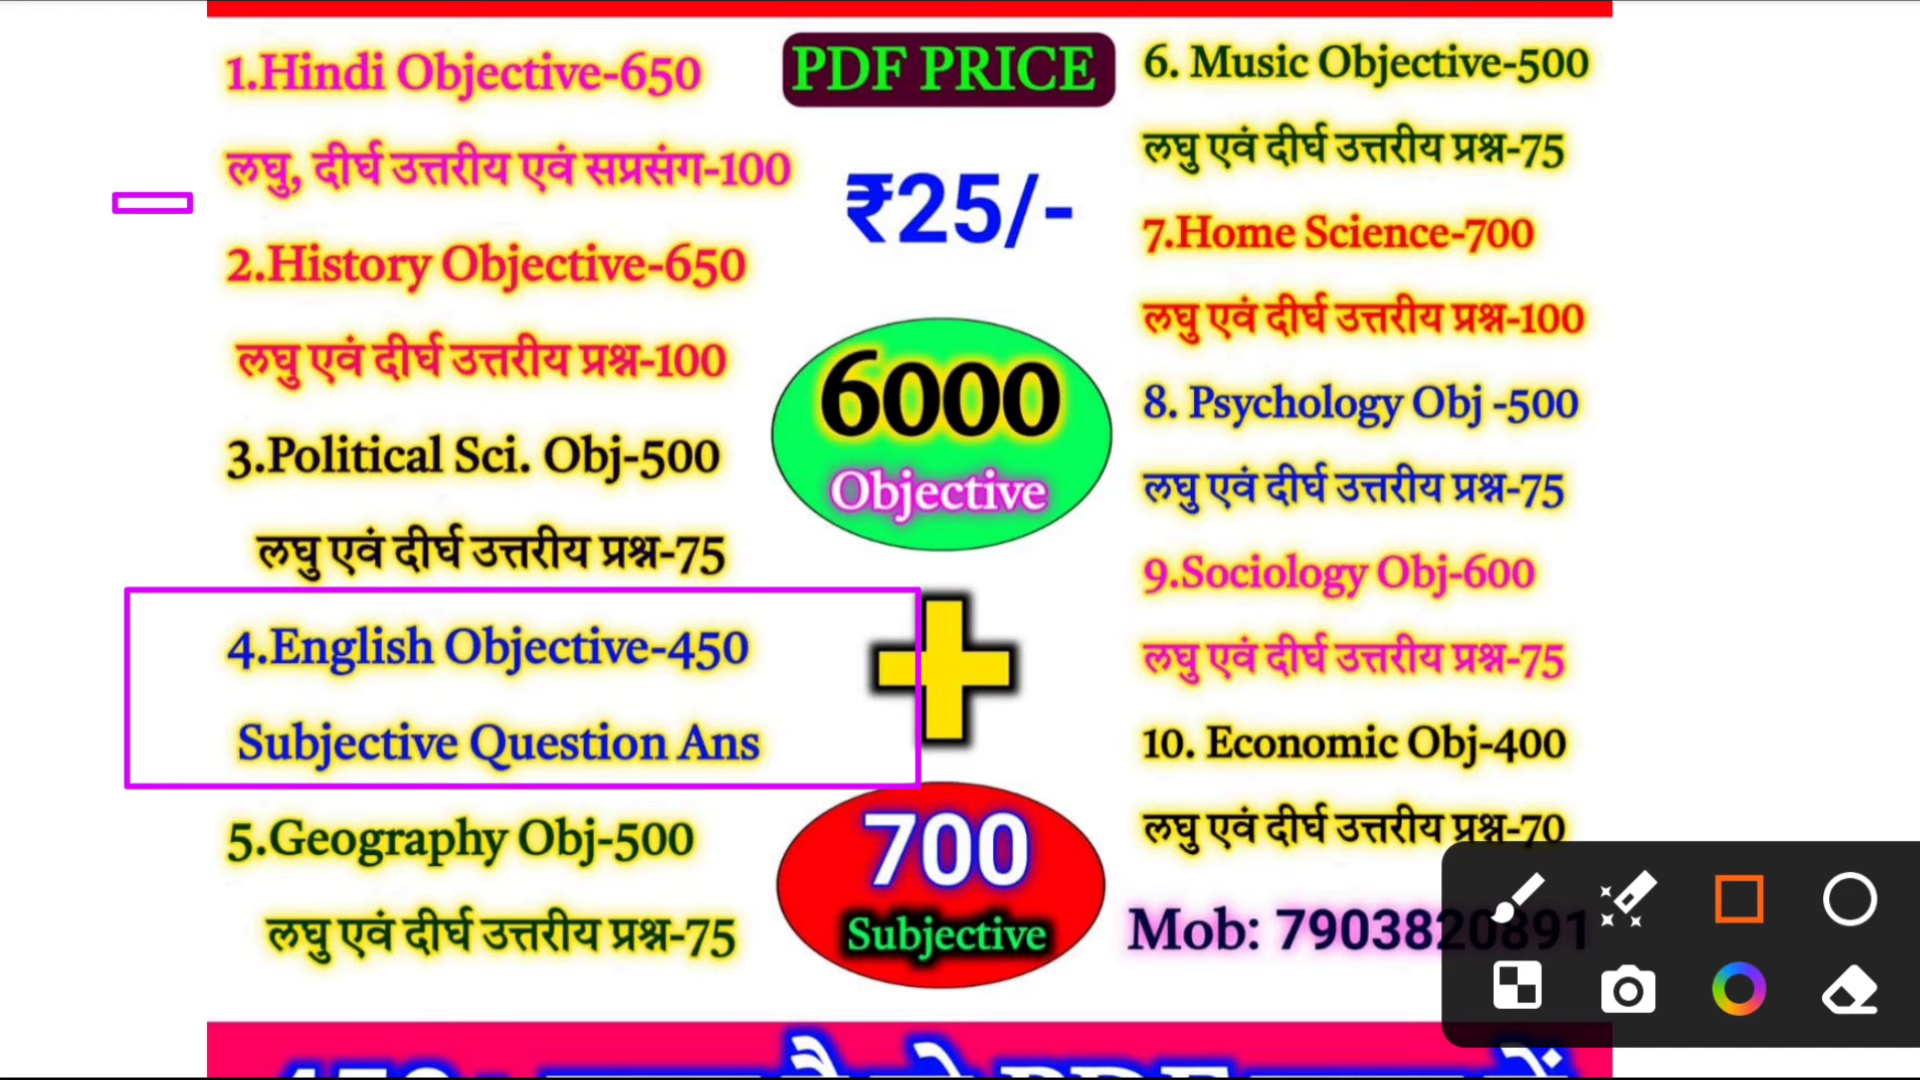 1.Hindi Objective-650
लघु, दीर्घ उत्तरीय एवं सप्रसंग-100
2.History Objective-650
लघु एवं दीर्घ उत्तरीय प्रश्न-100
3.Political Sci. Obj-500
लघु एवं दीर्घ उत्तरीय प्रश्न-75
4.English Objective-450
Subjective Question Ans
5.Geography Obj-500
लघु एवं दीर्घ उत्तरीय प्रश्न-75
PDF PRICE
₹25/-
6000
Objective
700
Subjective
6. Music Objective-500
लघु एवं दीर्घ उत्तरीय प्रश्न-75
7.Home Science-700
लघु एवं दीर्घ उत्तरीय प्रश्न-100
8. Psychology Obj -500
लघु एवं दीर्घ उत्तरीय प्रश्न-75
9.Sociology Obj-600
लघु एवं दीर्घ उत्तरीय प्रश्न-75
10. Economic Obj-400
लघु एवं दीर्घ उत्तरीय प्रश्न-70
Mob: 7903820891